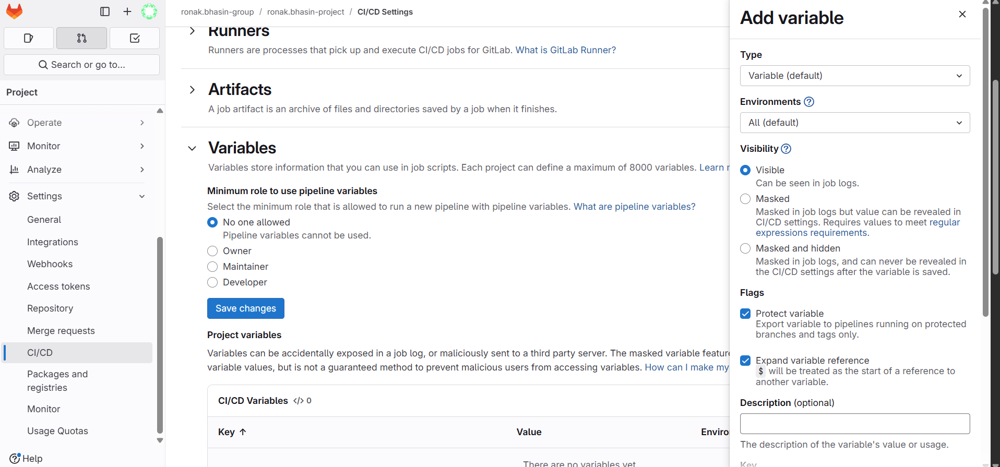 Search or go to...
Project
Operate
Monitor
Analyze
Settings
General
Integrations
Webhooks
Access tokens
Repository
Merge requests
CI/CD
Packages and
registries
Monitor
Usage Quotas
Help
ronak.bhasin-group / ronak.bhasin-project / CI/CD Settings
Runners
Runners are processes that pick up and execute CI/CD jobs for GitLab. What is GitLab Runner?
Artifacts
A job artifact is an archive of files and directories saved by a job when it finishes.
Variables
Variables store information that you can use in job scripts. Each project can define a maximum of 8000 variables. Learn
Minimum role to use pipeline variables
Select the minimum role that is allowed to run a new pipeline with pipeline variables. What are pipeline variables?
No one allowed
Pipeline variables cannot be used.
Owner
Maintainer
Developer
Save changes
Project variables
Variables can be accidentally exposed in a job log, or maliciously sent to a third party server. The masked variable feature
variable values, but is not a guaranteed method to prevent malicious users from accessing variables. How can I make my
CI/CD Variables </> 0
Key ↑ Value Enviro
There are no variables yet
Add variable
Type
Variable (default)
Environments ?
All (default)
Visibility ?
Visible
Can be seen in job logs.
Masked
Masked in job logs but value can be revealed in
CI/CD settings. Requires values to meet regular
expressions requirements.
Masked and hidden
Masked in job logs, and can never be revealed in
the CI/CD settings after the variable is saved.
Flags
Protect variable
Export variable to pipelines running on protected
branches and tags only.
Expand variable reference
$ will be treated as the start of a reference to
another variable.
Description (optional)
The description of the variable's value or usage.
Key